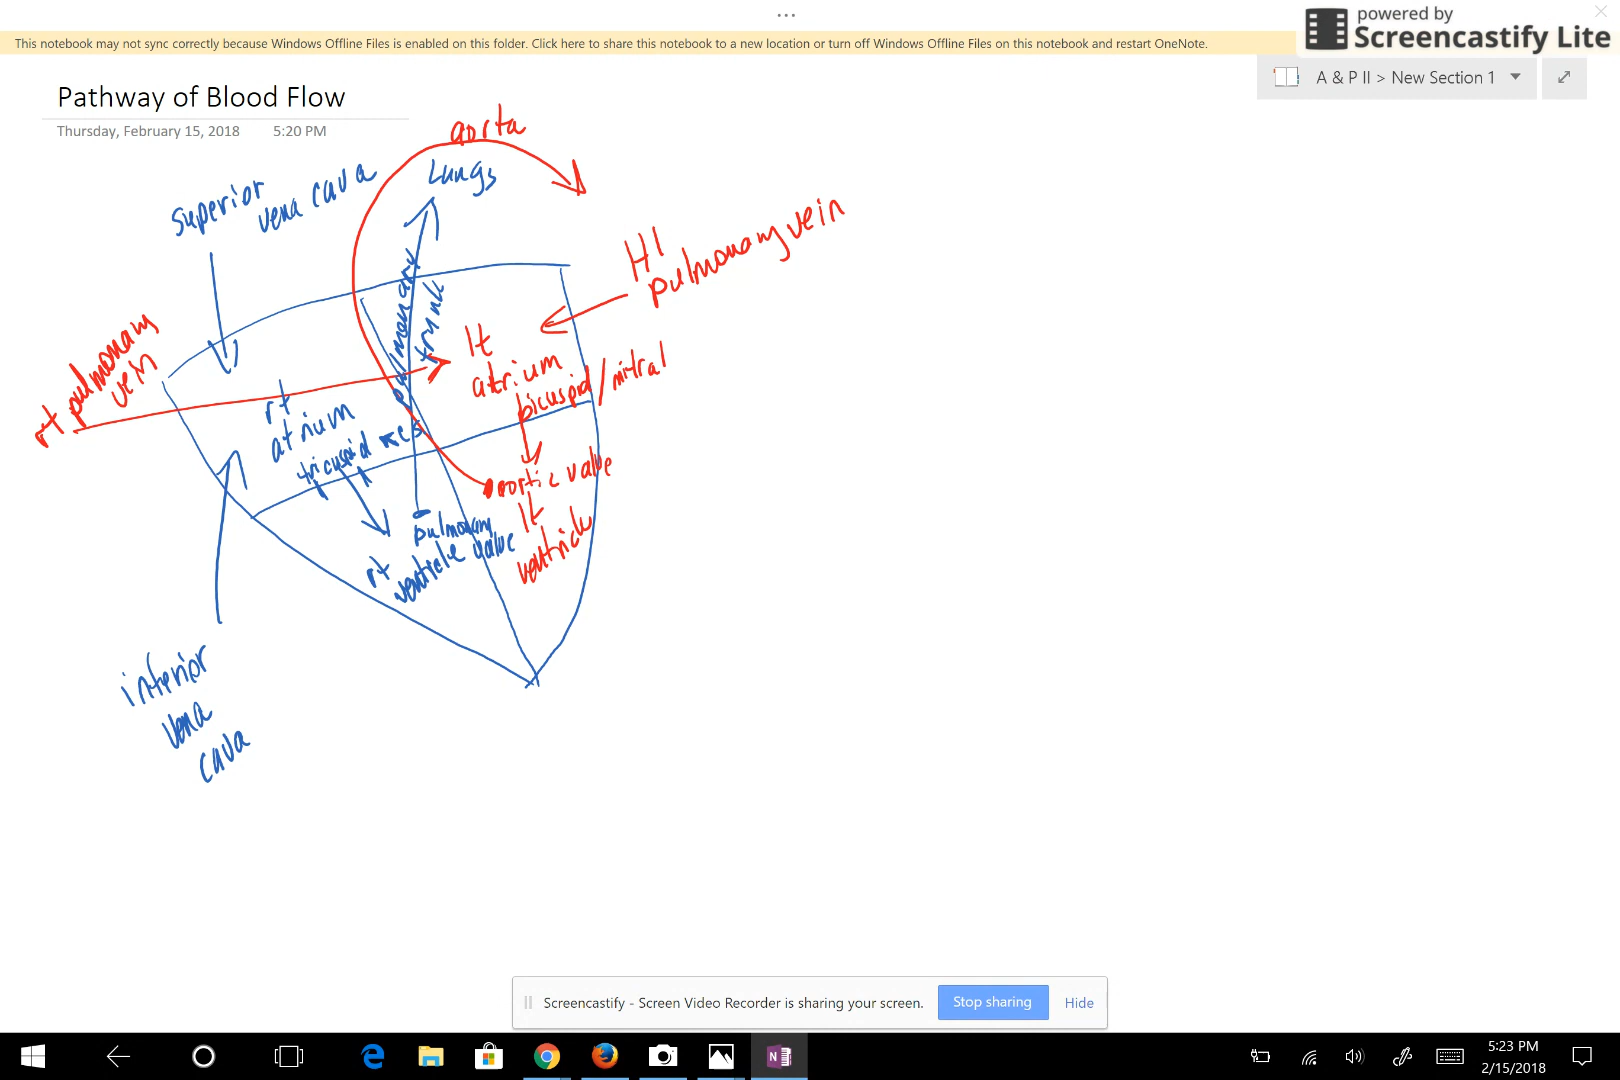 powered by
Screencastify Lite
This notebook may not sync correctly because Windows Offline Files is enabled on this folder. Click here to share this notebook to a new location or turn off Windows Offline Files on this notebook and restart OneNote.
A & P II > New Section 1
Pathway of Blood Flow
Thursday, February 15, 2018 5:20 PM
aorta
Lungs
superior
vena cava
pulmonary
trunk
pulmonary vein
rt pulmonary
vein
lt
atrium
bicuspid/mitral
rt
atrium
tricuspid
aortic valve
lt
ventricle
pulmonary
valve
rt
ventricle
inferior
vena
cava
Screencastify - Screen Video Recorder is sharing your screen.
Stop sharing
Hide
5:23 PM
2/15/2018